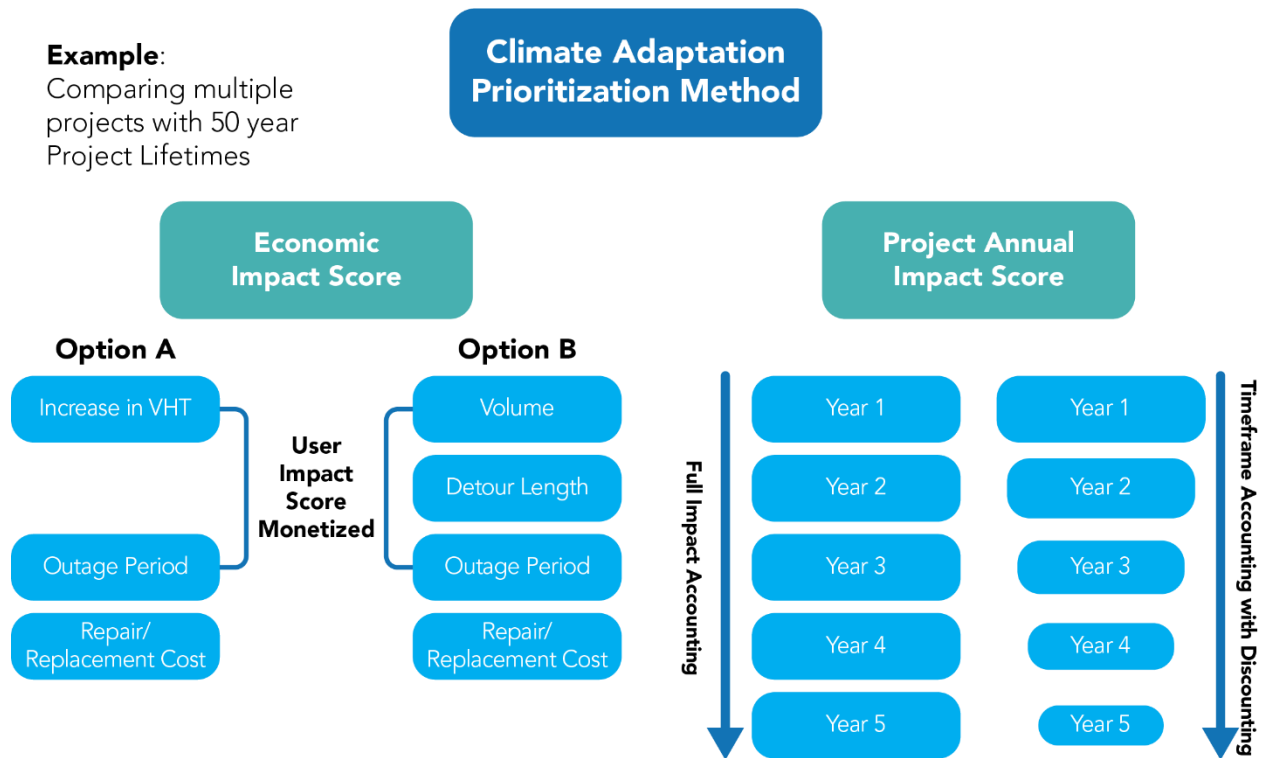 Example:
Comparing multiple
projects with 50 year
Project Lifetimes
Climate Adaptation
Prioritization Method
Economic
Impact Score
Project Annual
Impact Score
Option A
Increase in VHT
Outage Period
Repair/
Replacement Cost
User
Impact
Score
Monetized
Option B
Volume
Detour Length
Outage Period
Repair/
Replacement Cost
Full Impact Accounting
Year 1
Year 2
Year 3
Year 4
Year 5
Year 1
Year 2
Year 3
Year 4
Year 5
Timeframe Accounting with Discounting